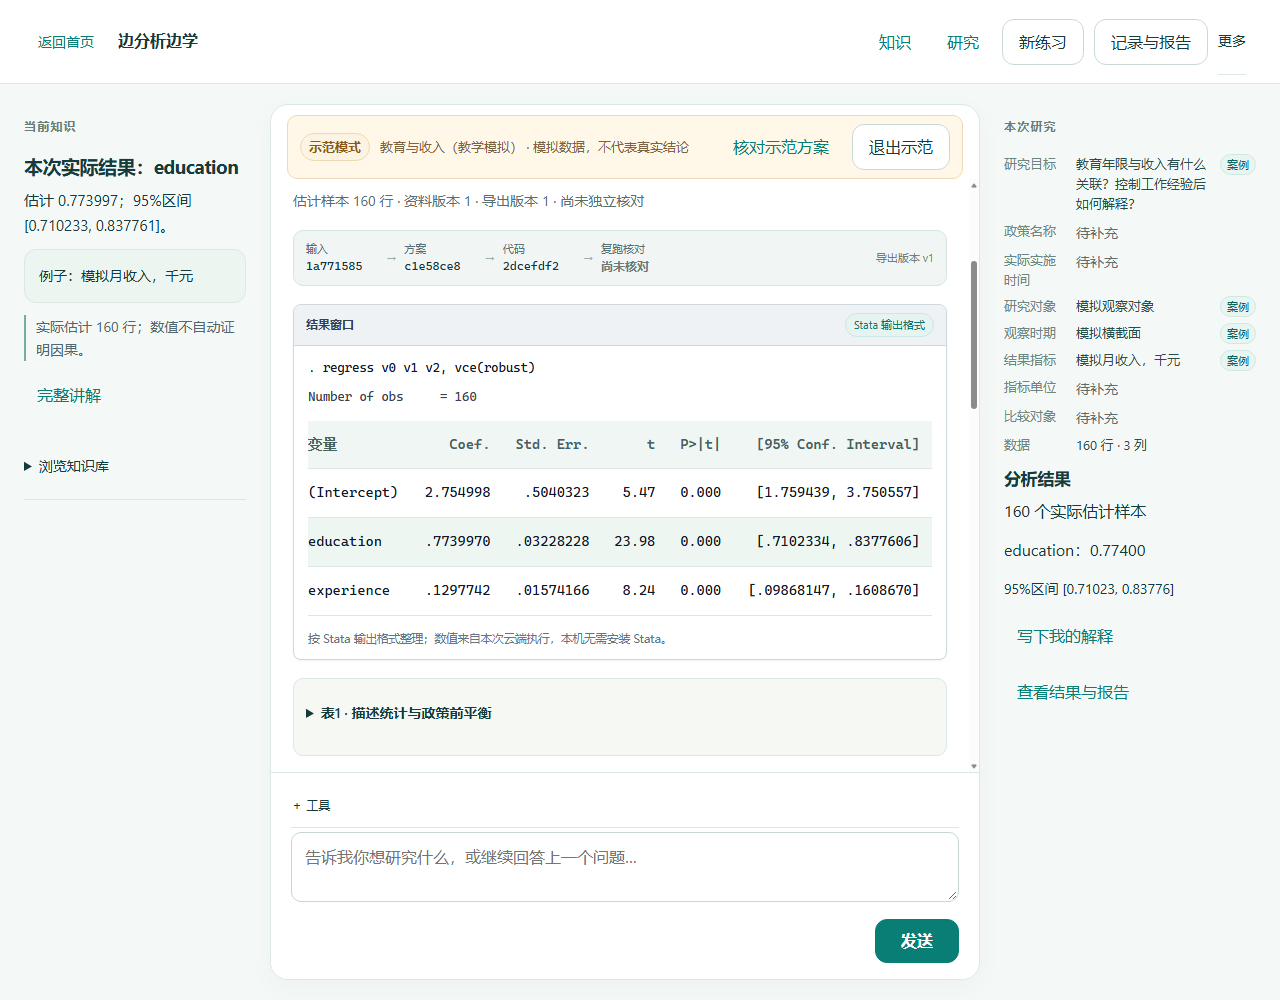 返回首页
边分析边学
知识
研究
新练习
记录与报告
更多
当前知识
本次实际结果：education
估计 0.773997；95%区间
[0.710233, 0.837761]。
例子：模拟月收入，千元
实际估计 160 行；数值不自动证
明因果。
完整讲解
▶ 浏览知识库
示范模式
教育与收入（教学模拟） · 模拟数据，不代表真实结论
核对示范方案
退出示范
估计样本 160 行 · 资料版本 1 · 导出版本 1 · 尚未独立核对
输入
1a771585
→
方案
c1e58ce8
→
代码
2dcefdf2
→
复跑核对
尚未核对
导出版本 v1
结果窗口
Stata 输出格式
. regress v0 v1 v2, vce(robust)
Number of obs = 160
变量 Coef. Std. Err. t P>|t| [95% Conf. Interval]
(Intercept) 2.754998 .5040323 5.47 0.000 [1.759439, 3.750557]
education .7739970 .03228228 23.98 0.000 [.7102334, .8377606]
experience .1297742 .01574166 8.24 0.000 [.09868147, .1608670]
按 Stata 输出格式整理；数值来自本次云端执行，本机无需安装 Stata。
▶ 表1 · 描述统计与政策前平衡
+ 工具
告诉我你想研究什么，或继续回答上一个问题...
发送
本次研究
研究目标
教育年限与收入有什么
关联？控制工作经验后
如何解释？
案例
政策名称 待补充
实际实施
时间
待补充
研究对象 模拟观察对象 案例
观察时期 模拟横截面 案例
结果指标 模拟月收入，千元 案例
指标单位 待补充
比较对象 待补充
数据 160 行 · 3 列
分析结果
160 个实际估计样本
education：0.77400
95%区间 [0.71023, 0.83776]
写下我的解释
查看结果与报告